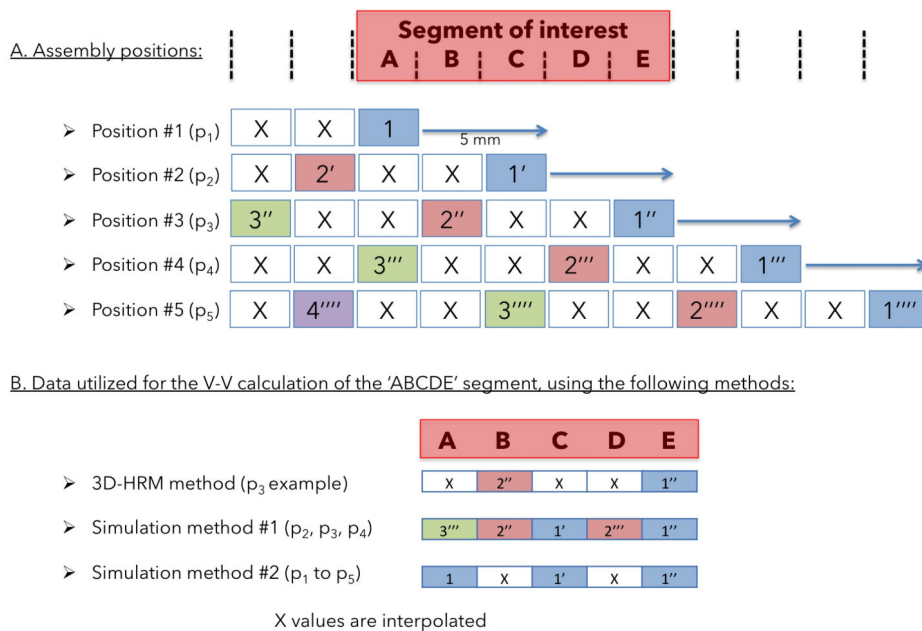 Segment of interest
A. Assembly positions:
A B C D E
➢ Position #1 (p₁) X X 1
5 mm
➢ Position #2 (p₂) X 2' X X 1'
➢ Position #3 (p₃) 3'' X X 2'' X X 1''
➢ Position #4 (p₄) X X 3''' X X 2''' X X 1'''
➢ Position #5 (p₅) X 4'''' X X 3'''' X X 2'''' X X 1''''
B. Data utilized for the V-V calculation of the ‘ABCDE’ segment, using the following methods:
A B C D E
➢ 3D-HRM method (p₃ example) X 2'' X X 1''
➢ Simulation method #1 (p₂, p₃, p₄) 3''' 2'' 1' 2''' 1''
➢ Simulation method #2 (p₁ to p₅) 1 X 1' X 1''
X values are interpolated